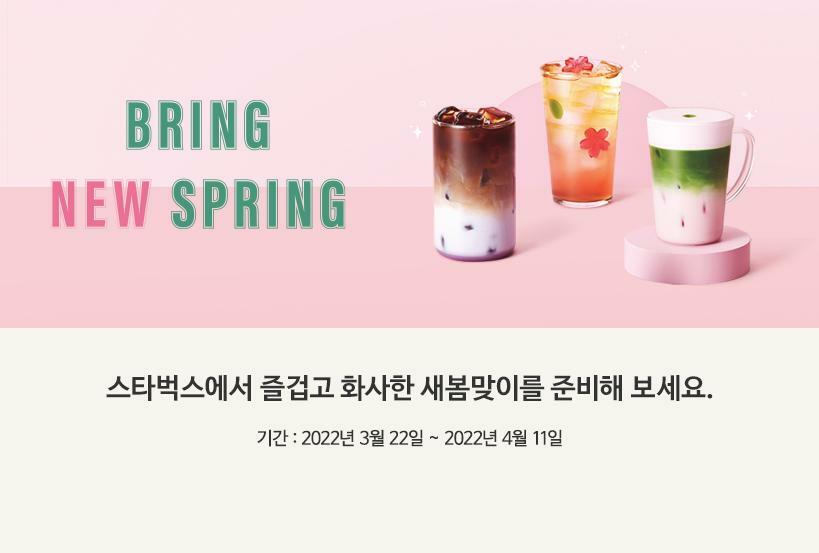 BRING
NEW SPRING
스타벅스에서 즐겁고 화사한 새봄맞이를 준비해 보세요.
기간 : 2022년 3월 22일 ~ 2022년 4월 11일